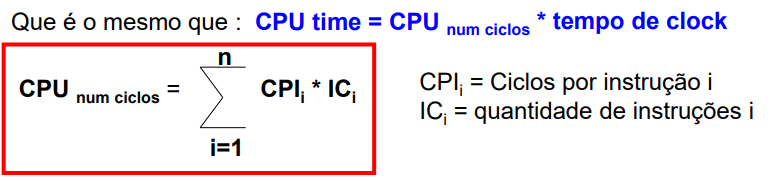 Que é o mesmo que : CPU time = CPU num ciclos * tempo de clock
n
CPU num ciclos = ∑ CPIi * ICi
i=1
CPIi = Ciclos por instrução i
ICi = quantidade de instruções i